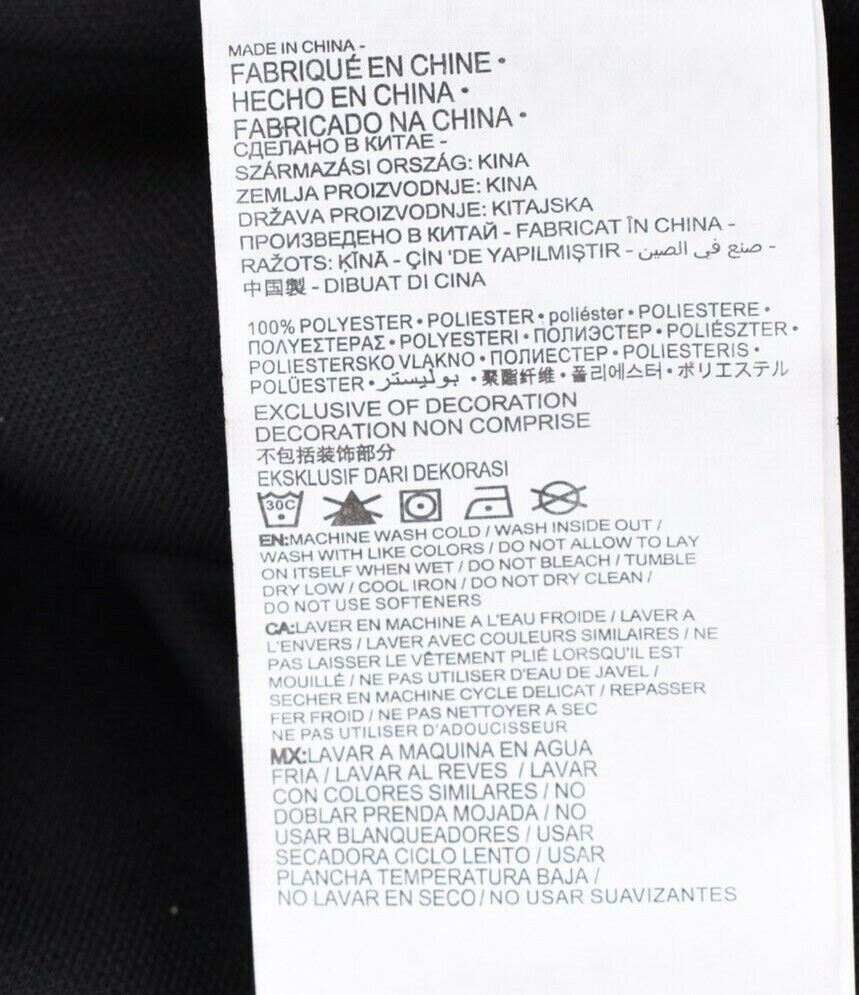 MADE IN CHINA -
FABRIQUÉ EN CHINE •
HECHO EN CHINA •
FABRICADO NA CHINA •
СДЕЛАНО В КИТАЕ -
SZÁRMAZÁSI ORSZÁG: KINA
ZEMLJA PROIZVODNJE: KINA
DRŽAVA PROIZVODNJE: KITAJSKA
ПРОИЗВЕДЕНО В КИТАЙ - FABRICAT ÎN CHINA -
RAŽOTS: ĶĪNĀ - ÇİN 'DE YAPILMIŞTIR - صنع في الصين -
中国製 - DIBUAT DI CINA
100% POLYESTER • POLIESTER • poliéster • POLIESTERE •
ΠΟΛΥΕΣΤΕΡΑΣ • POLYESTERI • ПОЛИЭСТЕР • POLIÉSZTER •
POLIESTERSKO VLAKNO • ПОЛИЕСТЕР • POLIESTERIS •
POLÜESTER • بوليستر • 聚酯纤维 • 폴리에스터 • ポリエステル
EXCLUSIVE OF DECORATION
DECORATION NON COMPRISE
不包括装饰部分
EKSKLUSIF DARI DEKORASI
30C
EN:MACHINE WASH COLD / WASH INSIDE OUT /
WASH WITH LIKE COLORS / DO NOT ALLOW TO LAY
ON ITSELF WHEN WET / DO NOT BLEACH / TUMBLE
DRY LOW / COOL IRON / DO NOT DRY CLEAN /
DO NOT USE SOFTENERS
CA:LAVER EN MACHINE A L'EAU FROIDE / LAVER A
L'ENVERS / LAVER AVEC COULEURS SIMILAIRES / NE
PAS LAISSER LE VÊTEMENT PLIÉ LORSQU'IL EST
MOUILLÉ / NE PAS UTILISER D'EAU DE JAVEL /
SECHER EN MACHINE CYCLE DELICAT / REPASSER
FER FROID / NE PAS NETTOYER A SEC
NE PAS UTILISER D'ADOUCISSEUR
MX:LAVAR A MAQUINA EN AGUA
FRIA / LAVAR AL REVES / LAVAR
CON COLORES SIMILARES / NO
DOBLAR PRENDA MOJADA / NO
USAR BLANQUEADORES / USAR
SECADORA CICLO LENTO / USAR
PLANCHA TEMPERATURA BAJA /
NO LAVAR EN SECO / NO USAR SUAVIZANTES